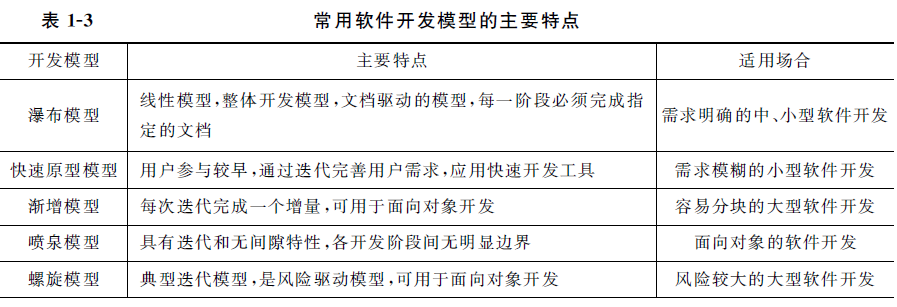 表 1-3 常用软件开发模型的主要特点
开发模型 主要特点 适用场合
瀑布模型 线性模型,整体开发模型,文档驱动的模型,每一阶段必须完成指
定的文档 需求明确的中、小型软件开发
快速原型模型 用户参与较早,通过迭代完善用户需求,应用快速开发工具 需求模糊的小型软件开发
渐增模型 每次迭代完成一个增量,可用于面向对象开发 容易分块的大型软件开发
喷泉模型 具有迭代和无间隙特性,各开发阶段间无明显边界 面向对象的软件开发
螺旋模型 典型迭代模型,是风险驱动模型,可用于面向对象开发 风险较大的大型软件开发